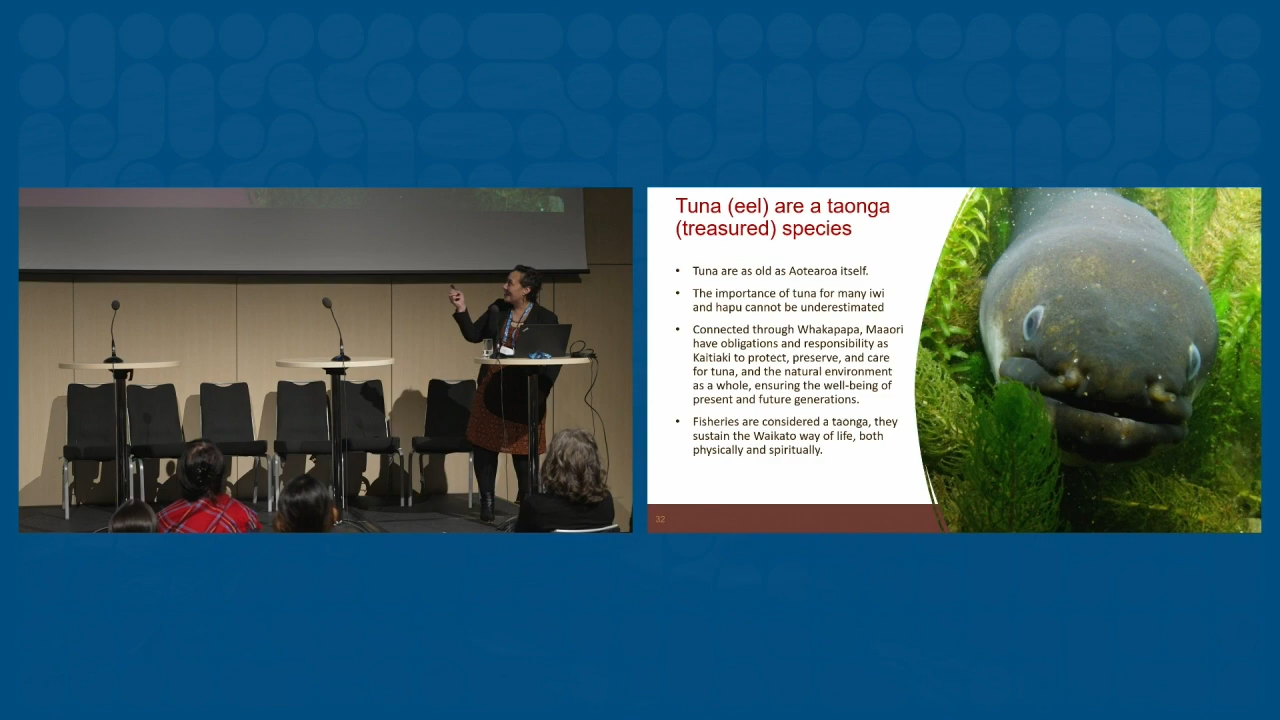 Tuna (eel) are a taonga
(treasured) species
• Tuna are as old as Aotearoa itself.
• The importance of tuna for many iwi
and hapu cannot be underestimated
• Connected through Whakapapa, Maaori
have obligations and responsibility as
Kaitiaki to protect, preserve, and care
for tuna, and the natural environment
as a whole, ensuring the well-being of
present and future generations.
• Fisheries are considered a taonga, they
sustain the Waikato way of life, both
physically and spiritually.
32